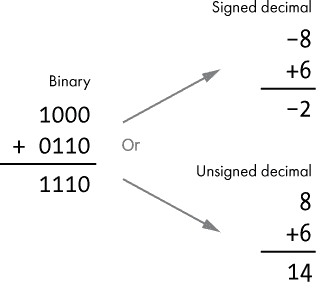 Binary
1000
+ 0110
1110
Or
Signed decimal
−8
+6
−2
Unsigned decimal
8
+6
14